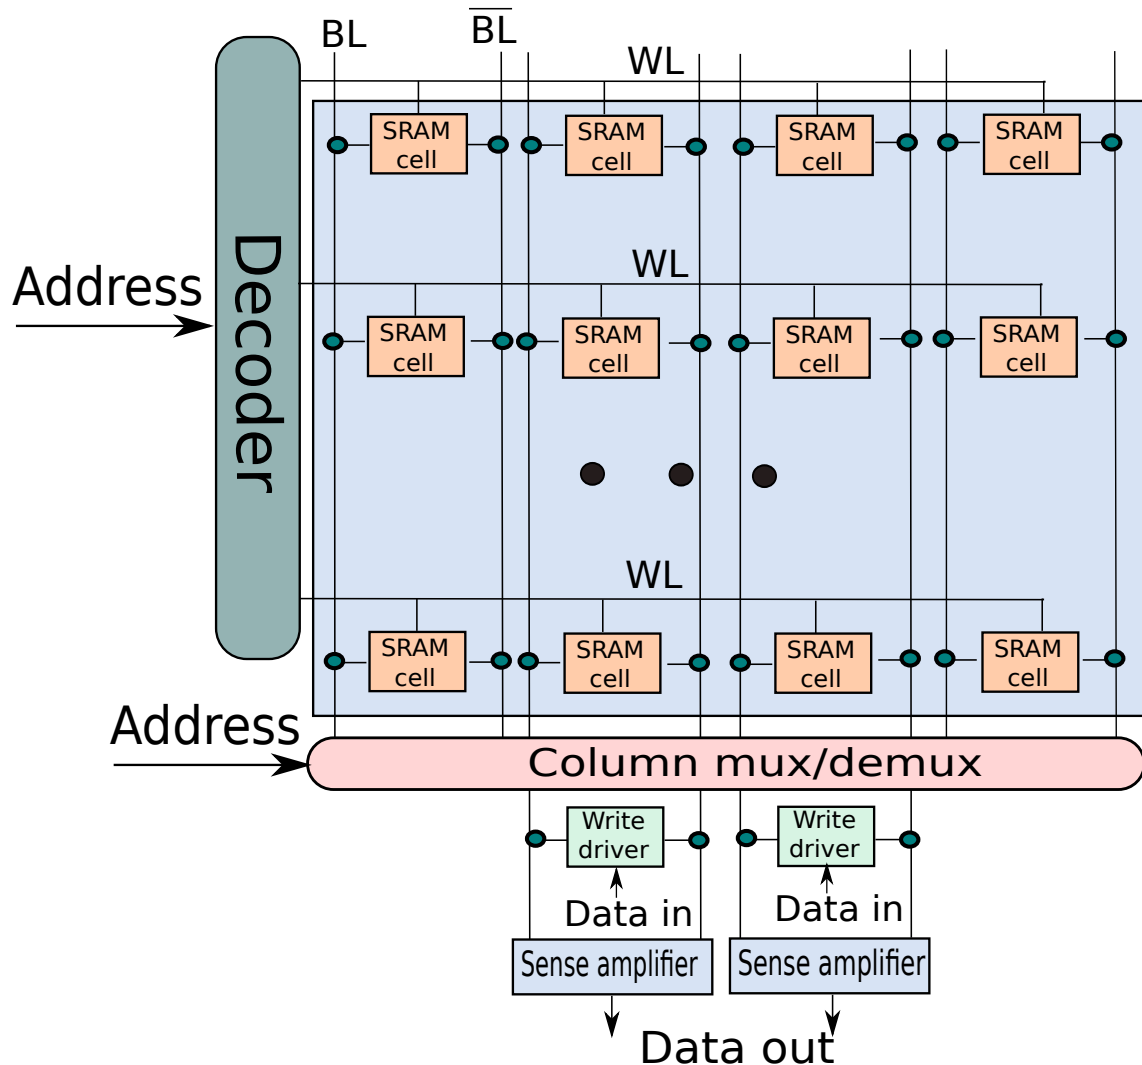 BL
B̅L̅
WL
SRAM
cell
SRAM
cell
SRAM
cell
SRAM
cell
Decoder
Address
WL
SRAM
cell
SRAM
cell
SRAM
cell
SRAM
cell
WL
SRAM
cell
SRAM
cell
SRAM
cell
SRAM
cell
Address
Column mux/demux
Write
driver
Write
driver
Data in
Data in
Sense amplifier
Sense amplifier
Data out